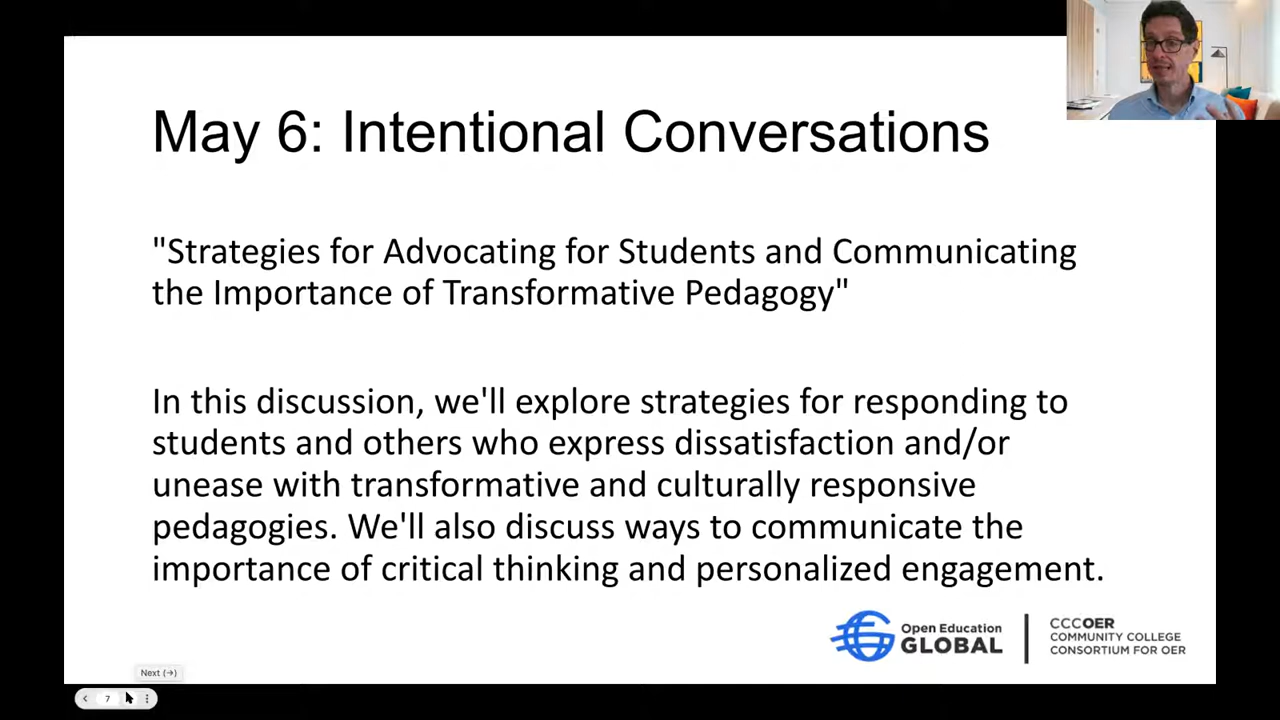 May 6: Intentional Conversations
"Strategies for Advocating for Students and Communicating
the Importance of Transformative Pedagogy"
In this discussion, we'll explore strategies for responding to
students and others who express dissatisfaction and/or
unease with transformative and culturally responsive
pedagogies. We'll also discuss ways to communicate the
importance of critical thinking and personalized engagement.
Open Education
GLOBAL
CCCOER
COMMUNITY COLLEGE
CONSORTIUM FOR OER
Next (→)
7